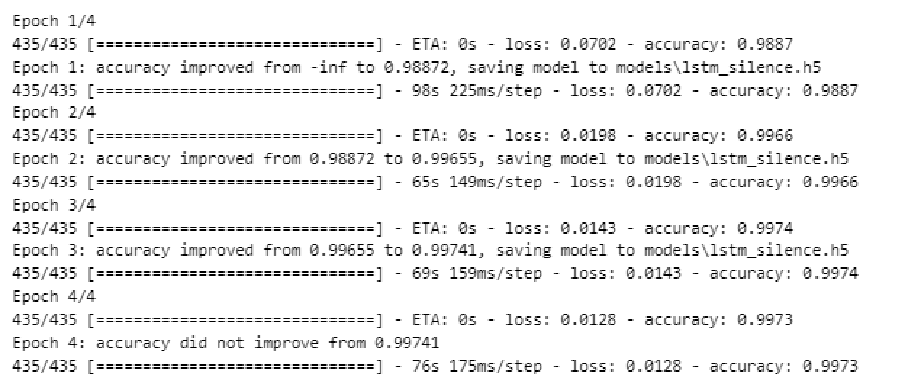 Epoch 1/4
435/435 [==============================] - ETA: 0s - loss: 0.0702 - accuracy: 0.9887
Epoch 1: accuracy improved from -inf to 0.98872, saving model to models\lstm_silence.h5
435/435 [==============================] - 98s 225ms/step - loss: 0.0702 - accuracy: 0.9887
Epoch 2/4
435/435 [==============================] - ETA: 0s - loss: 0.0198 - accuracy: 0.9966
Epoch 2: accuracy improved from 0.98872 to 0.99655, saving model to models\lstm_silence.h5
435/435 [==============================] - 65s 149ms/step - loss: 0.0198 - accuracy: 0.9966
Epoch 3/4
435/435 [==============================] - ETA: 0s - loss: 0.0143 - accuracy: 0.9974
Epoch 3: accuracy improved from 0.99655 to 0.99741, saving model to models\lstm_silence.h5
435/435 [==============================] - 69s 159ms/step - loss: 0.0143 - accuracy: 0.9974
Epoch 4/4
435/435 [==============================] - ETA: 0s - loss: 0.0128 - accuracy: 0.9973
Epoch 4: accuracy did not improve from 0.99741
435/435 [==============================] - 76s 175ms/step - loss: 0.0128 - accuracy: 0.9973